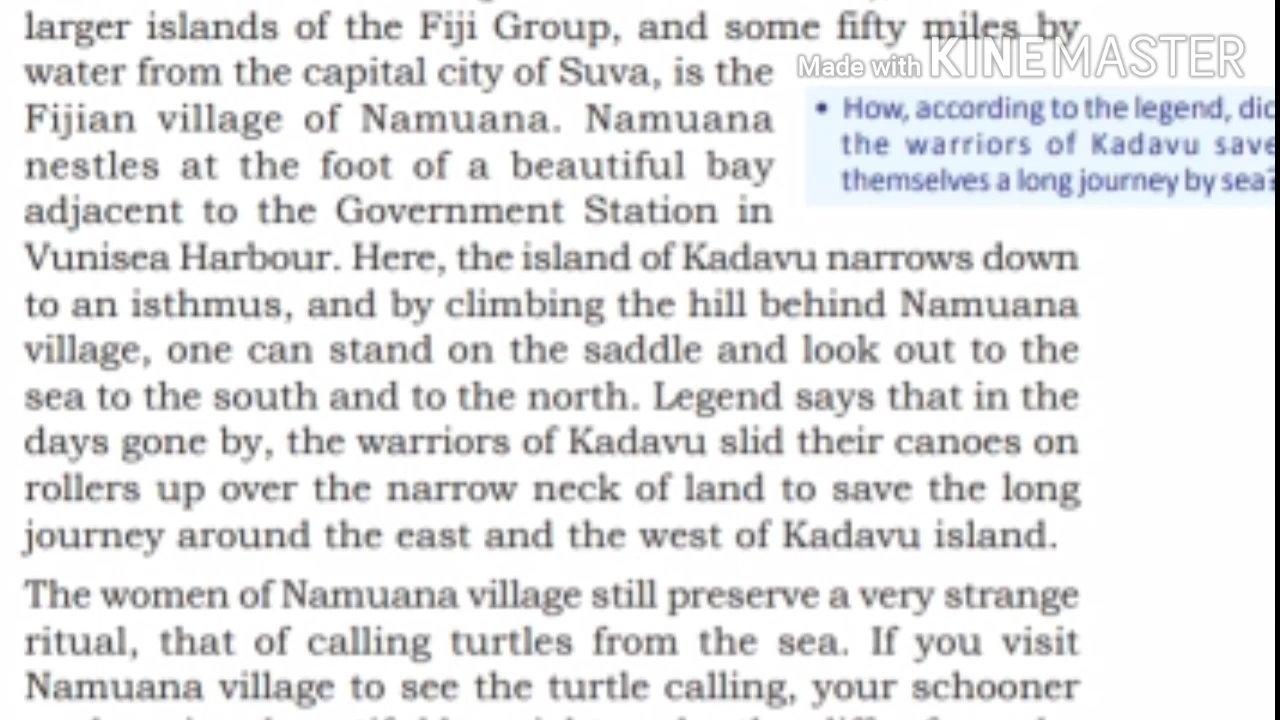 larger islands of the Fiji Group, and some fifty miles by
water from the capital city of Suva, is the
Fijian village of Namuana. Namuana
nestles at the foot of a beautiful bay
adjacent to the Government Station in
Vunisea Harbour. Here, the island of Kadavu narrows down
to an isthmus, and by climbing the hill behind Namuana
village, one can stand on the saddle and look out to the
sea to the south and to the north. Legend says that in the
days gone by, the warriors of Kadavu slid their canoes on
rollers up over the narrow neck of land to save the long
journey around the east and the west of Kadavu island.
The women of Namuana village still preserve a very strange
ritual, that of calling turtles from the sea. If you visit
Namuana village to see the turtle calling, your schooner
Made with KINEMASTER
• How, according to the legend, did
the warriors of Kadavu save
themselves a long journey by sea?